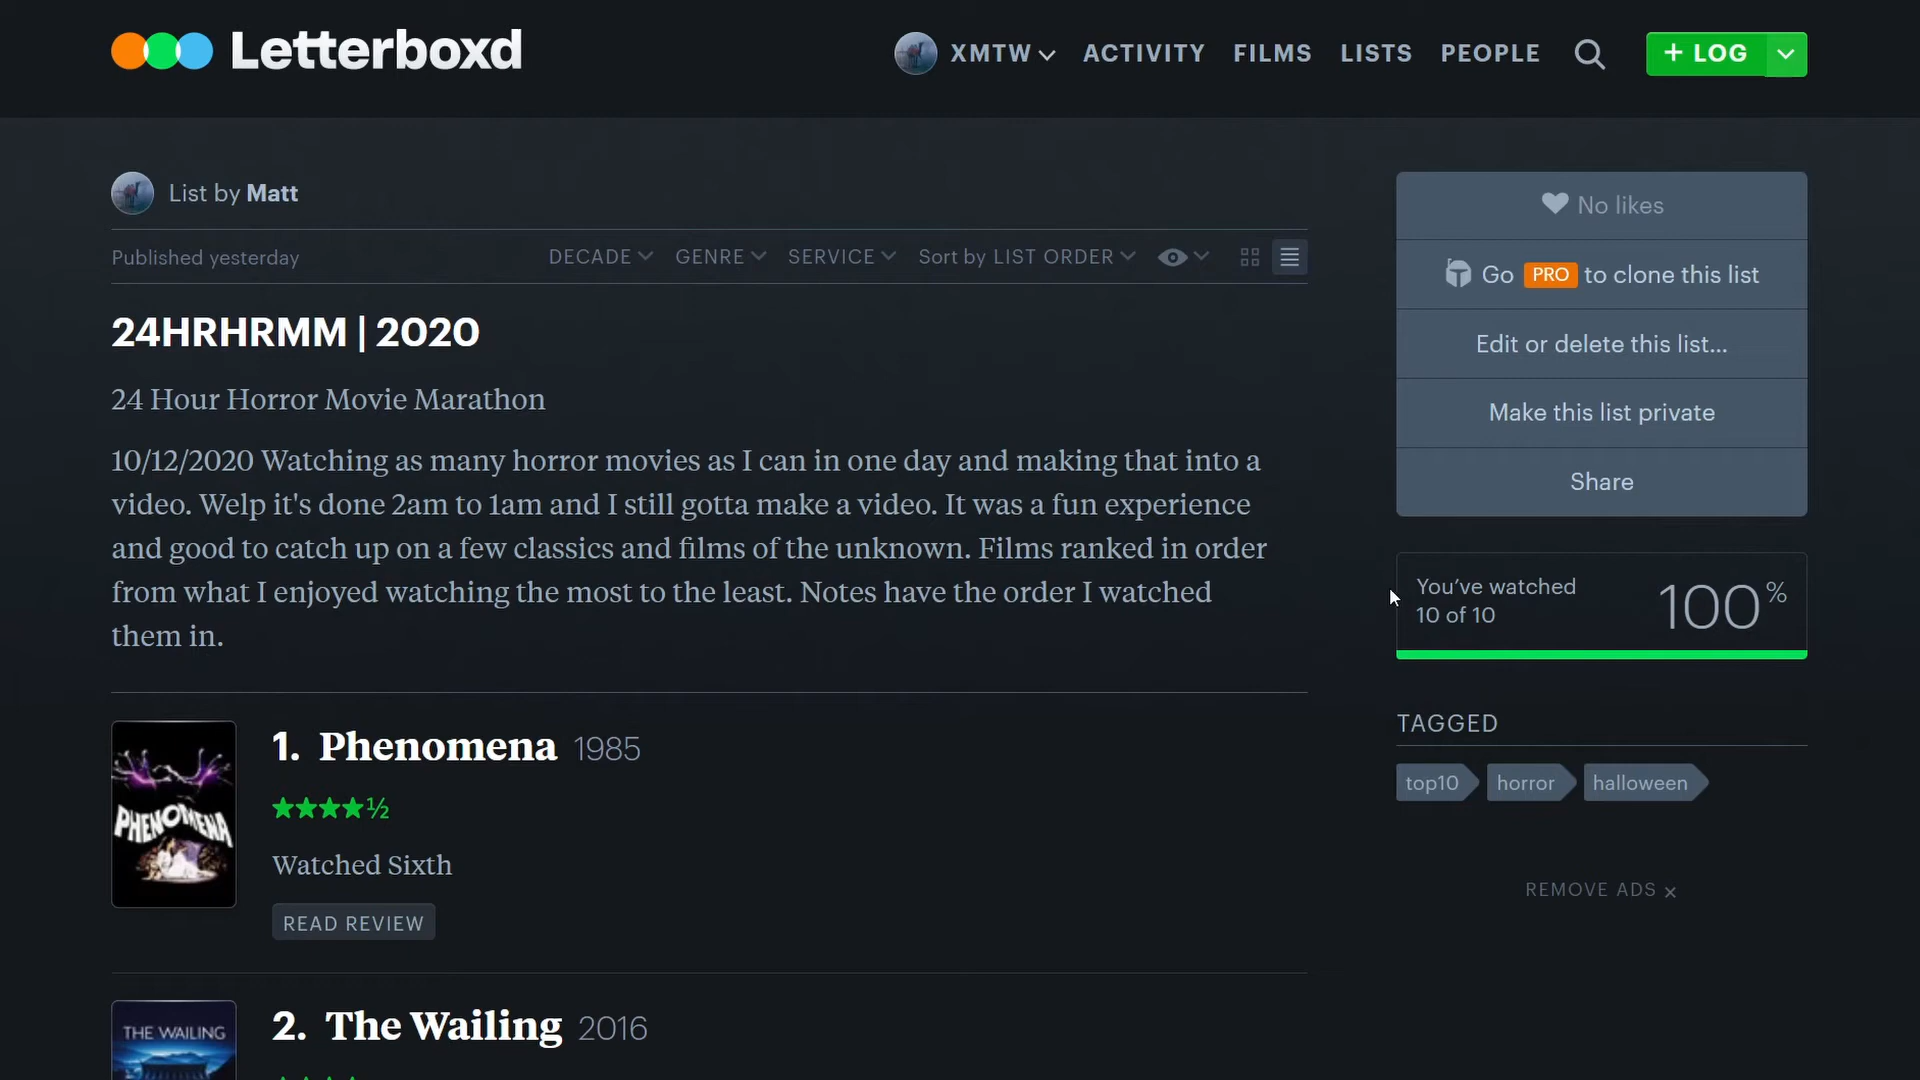 Letterboxd
XMTW ACTIVITY FILMS LISTS PEOPLE + LOG
List by Matt
Published yesterday DECADE GENRE SERVICE Sort by LIST ORDER
24HRHRMM | 2020
24 Hour Horror Movie Marathon
10/12/2020 Watching as many horror movies as I can in one day and making that into a
video. Welp it's done 2am to 1am and I still gotta make a video. It was a fun experience
and good to catch up on a few classics and films of the unknown. Films ranked in order
from what I enjoyed watching the most to the least. Notes have the order I watched
them in.
PHENOMENA
1. Phenomena 1985
★★★★½
Watched Sixth
READ REVIEW
THE WAILING
2. The Wailing 2016
No likes
Go PRO to clone this list
Edit or delete this list...
Make this list private
Share
You've watched
10 of 10
100%
TAGGED
top10 horror halloween
REMOVE ADS ×